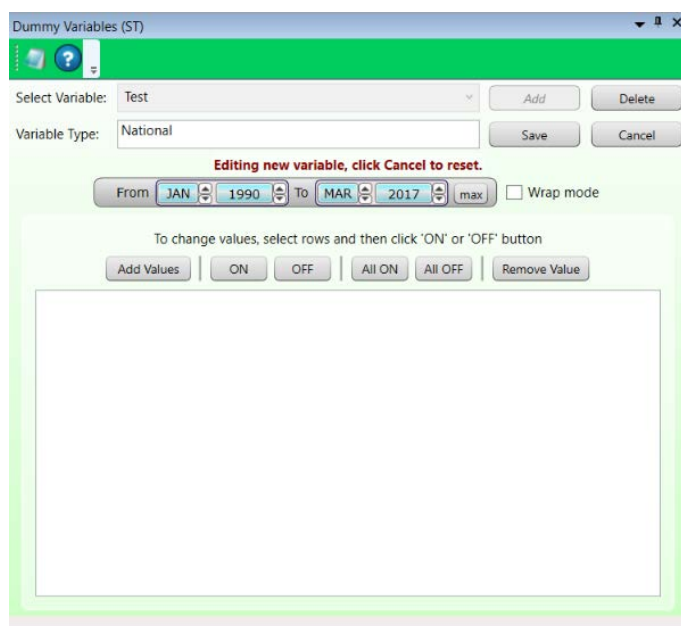 Dummy Variables (ST)
?
Select Variable: Test Add Delete
Variable Type: National Save Cancel
Editing new variable, click Cancel to reset.
From JAN 1990 To MAR 2017 max Wrap mode
To change values, select rows and then click 'ON' or 'OFF' button
Add Values ON OFF All ON All OFF Remove Value